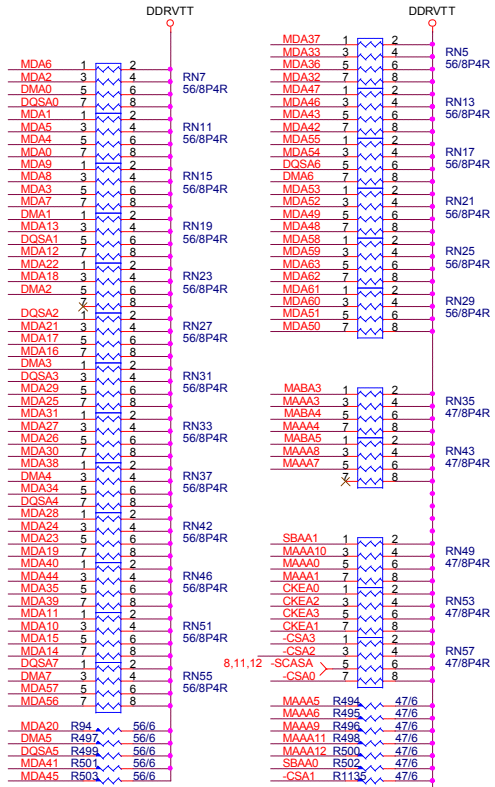 DDRVTT
MDA6 1 2
MDA2 3 4 RN7
DMA0 5 6 56/8P4R
DQSA0 7 8
MDA1 1 2
MDA5 3 4 RN11
MDA4 5 6 56/8P4R
MDA0 7 8
MDA9 1 2
MDA8 3 4 RN15
MDA3 5 6 56/8P4R
MDA7 7 8
DMA1 1 2
MDA13 3 4 RN19
DQSA1 5 6 56/8P4R
MDA12 7 8
MDA22 1 2
MDA18 3 4 RN23
DMA2 5 6 56/8P4R
7 8
DQSA2 1 2
MDA21 3 4 RN27
MDA17 5 6 56/8P4R
MDA16 7 8
DMA3 1 2
DQSA3 3 4 RN31
MDA29 5 6 56/8P4R
MDA25 7 8
MDA31 1 2
MDA27 3 4 RN33
MDA26 5 6 56/8P4R
MDA30 7 8
MDA38 1 2
DMA4 3 4 RN37
MDA34 5 6 56/8P4R
DQSA4 7 8
MDA28 1 2
MDA24 3 4 RN42
MDA23 5 6 56/8P4R
MDA19 7 8
MDA40 1 2
MDA44 3 4 RN46
MDA35 5 6 56/8P4R
MDA39 7 8
MDA11 1 2
MDA10 3 4 RN51
MDA15 5 6 56/8P4R
MDA14 7 8
DQSA7 1 2
DMA7 3 4 RN55
MDA57 5 6 56/8P4R
MDA56 7 8
MDA20 R94 56/6
DMA5 R497 56/6
DQSA5 R499 56/6
MDA41 R501 56/6
MDA45 R503 56/6
DDRVTT
MDA37 1 2
MDA33 3 4 RN5
MDA36 5 6 56/8P4R
MDA32 7 8
MDA47 1 2
MDA46 3 4 RN13
MDA43 5 6 56/8P4R
MDA42 7 8
MDA55 1 2
MDA54 3 4 RN17
DQSA6 5 6 56/8P4R
DMA6 7 8
MDA53 1 2
MDA52 3 4 RN21
MDA49 5 6 56/8P4R
MDA48 7 8
MDA58 1 2
MDA59 3 4 RN25
MDA63 5 6 56/8P4R
MDA62 7 8
MDA61 1 2
MDA60 3 4 RN29
MDA51 5 6 56/8P4R
MDA50 7 8
MABA3 1 2
MAAA3 3 4 RN35
MABA4 5 6 47/8P4R
MAAA4 7 8
MABA5 1 2
MAAA8 3 4 RN43
MAAA7 5 6 47/8P4R
7 8
SBAA1 1 2
MAAA10 3 4 RN49
MAAA0 5 6 47/8P4R
MAAA1 7 8
CKEA0 1 2
CKEA2 3 4 RN53
CKEA3 5 6 47/8P4R
CKEA1 7 8
-CSA3 1 2
-CSA2 3 4 RN57
8,11,12 -SCASA 5 6 47/8P4R
-CSA0 7 8
MAAA5 R494 47/6
MAAA6 R495 47/6
MAAA9 R496 47/6
MAAA11 R498 47/6
MAAA12 R500 47/6
SBAA0 R502 47/6
-CSA1 R1135 47/6